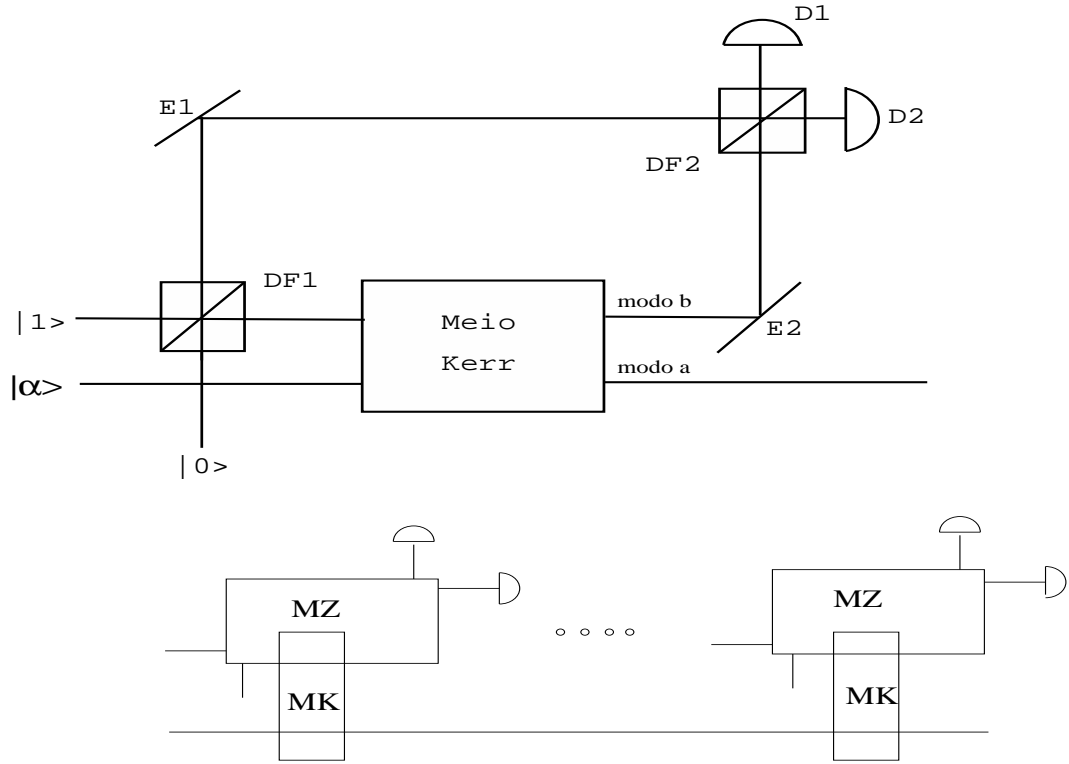 D1
E1
D2
DF2
DF1
|1>
Meio
Kerr
modo b
E2
|α>
modo a
|0>
MZ
MZ
MK
MK